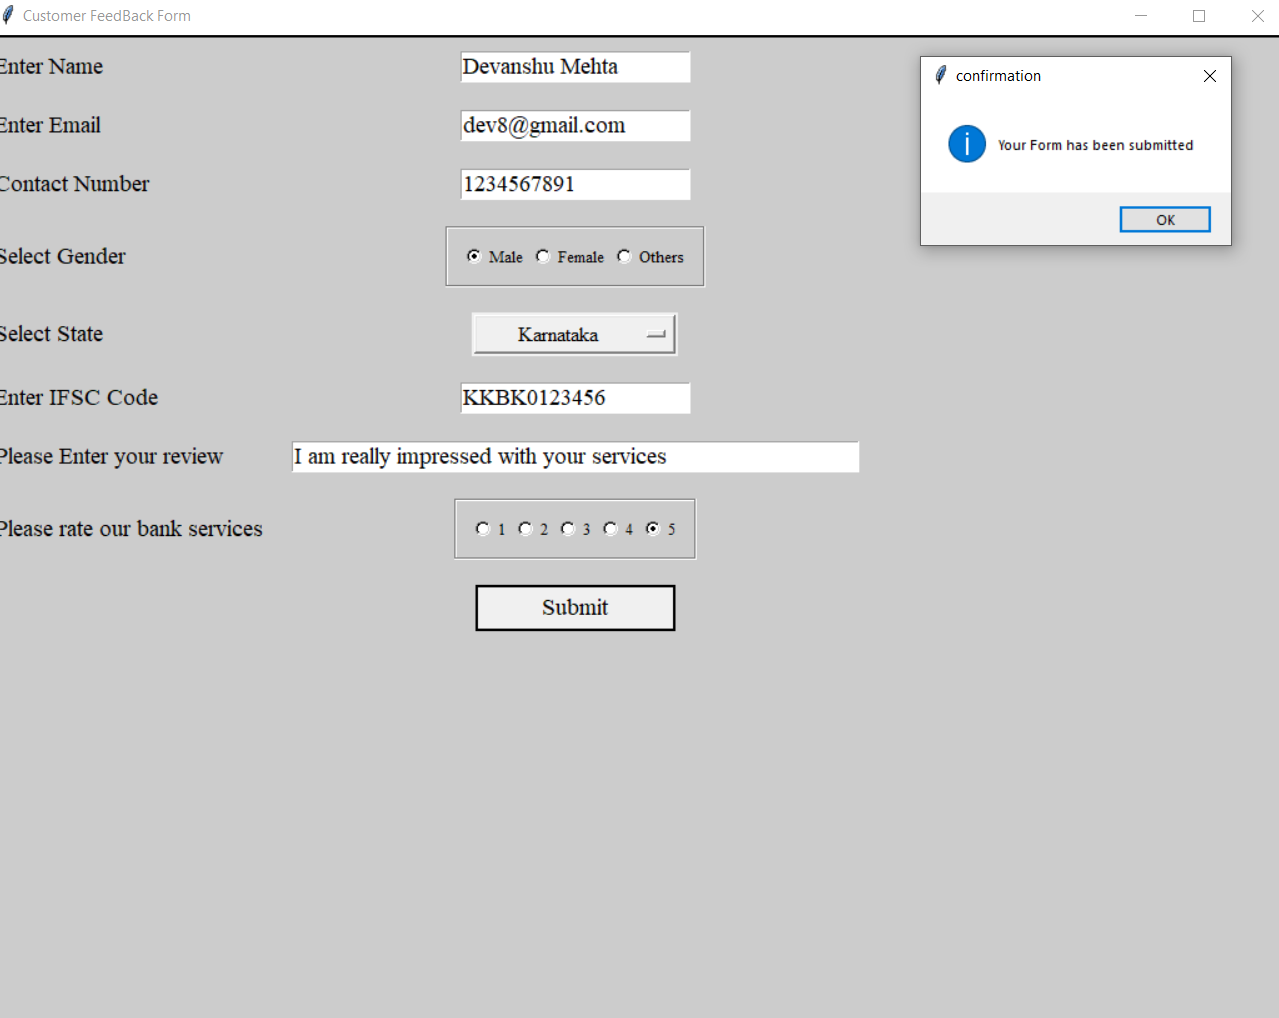 Customer FeedBack Form
Enter Name Devanshu Mehta
confirmation
Your Form has been submitted
OK
Enter Email dev8@gmail.com
Contact Number 1234567891
Select Gender Male Female Others
Select State Karnataka
Enter IFSC Code KKBK0123456
Please Enter your review I am really impressed with your services
Please rate our bank services 1 2 3 4 5
Submit